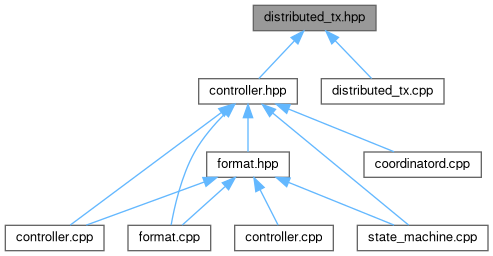 distributed_tx.hpp
controller.hpp
distributed_tx.cpp
format.hpp
coordinatord.cpp
controller.cpp
format.cpp
controller.cpp
state_machine.cpp